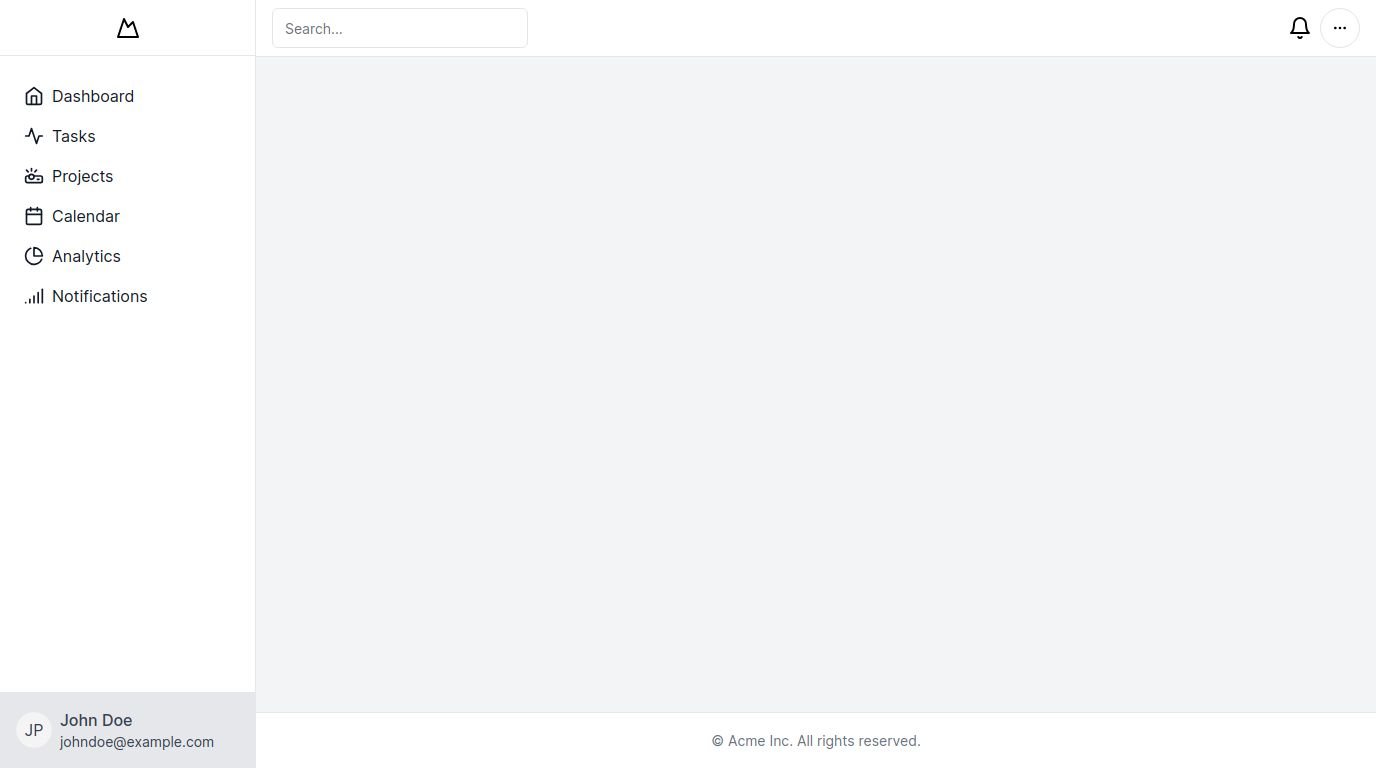 Search...
Dashboard
Tasks
Projects
Calendar
Analytics
Notifications
JP
John Doe
johndoe@example.com
© Acme Inc. All rights reserved.